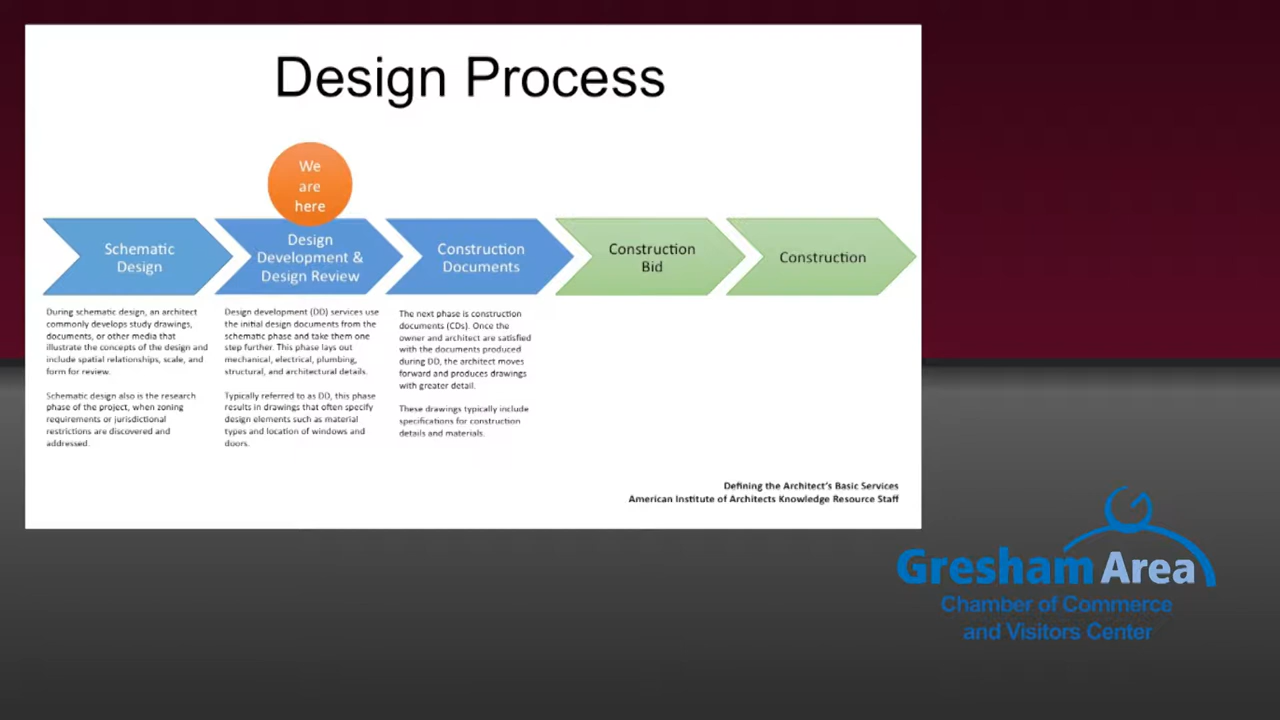 Design Process
We
are
here
Schematic
Design
Design
Development &
Design Review
Construction
Documents
Construction
Bid
Construction
During schematic design, an architect
commonly develops study drawings,
documents, or other media that
illustrate the concepts of the design and
include spatial relationships, scale, and
form for review.
Schematic design also is the research
phase of the project, when zoning
requirements or jurisdictional
restrictions are discovered and
addressed.
Design development (DD) services use
the initial design documents from the
schematic phase and take them one
step further. This phase lays out
mechanical, electrical, plumbing,
structural, and architectural details.
Typically referred to as DD, this phase
results in drawings that often specify
design elements such as material
types and location of windows and
doors.
The next phase is construction
documents (CDs). Once the
owner and architect are satisfied
with the documents produced
during DD, the architect moves
forward and produces drawings
with greater detail.
These drawings typically include
specifications for construction
details and materials.
Defining the Architect's Basic Services
American Institute of Architects Knowledge Resource Staff
Gresham Area
Chamber of Commerce
and Visitors Center